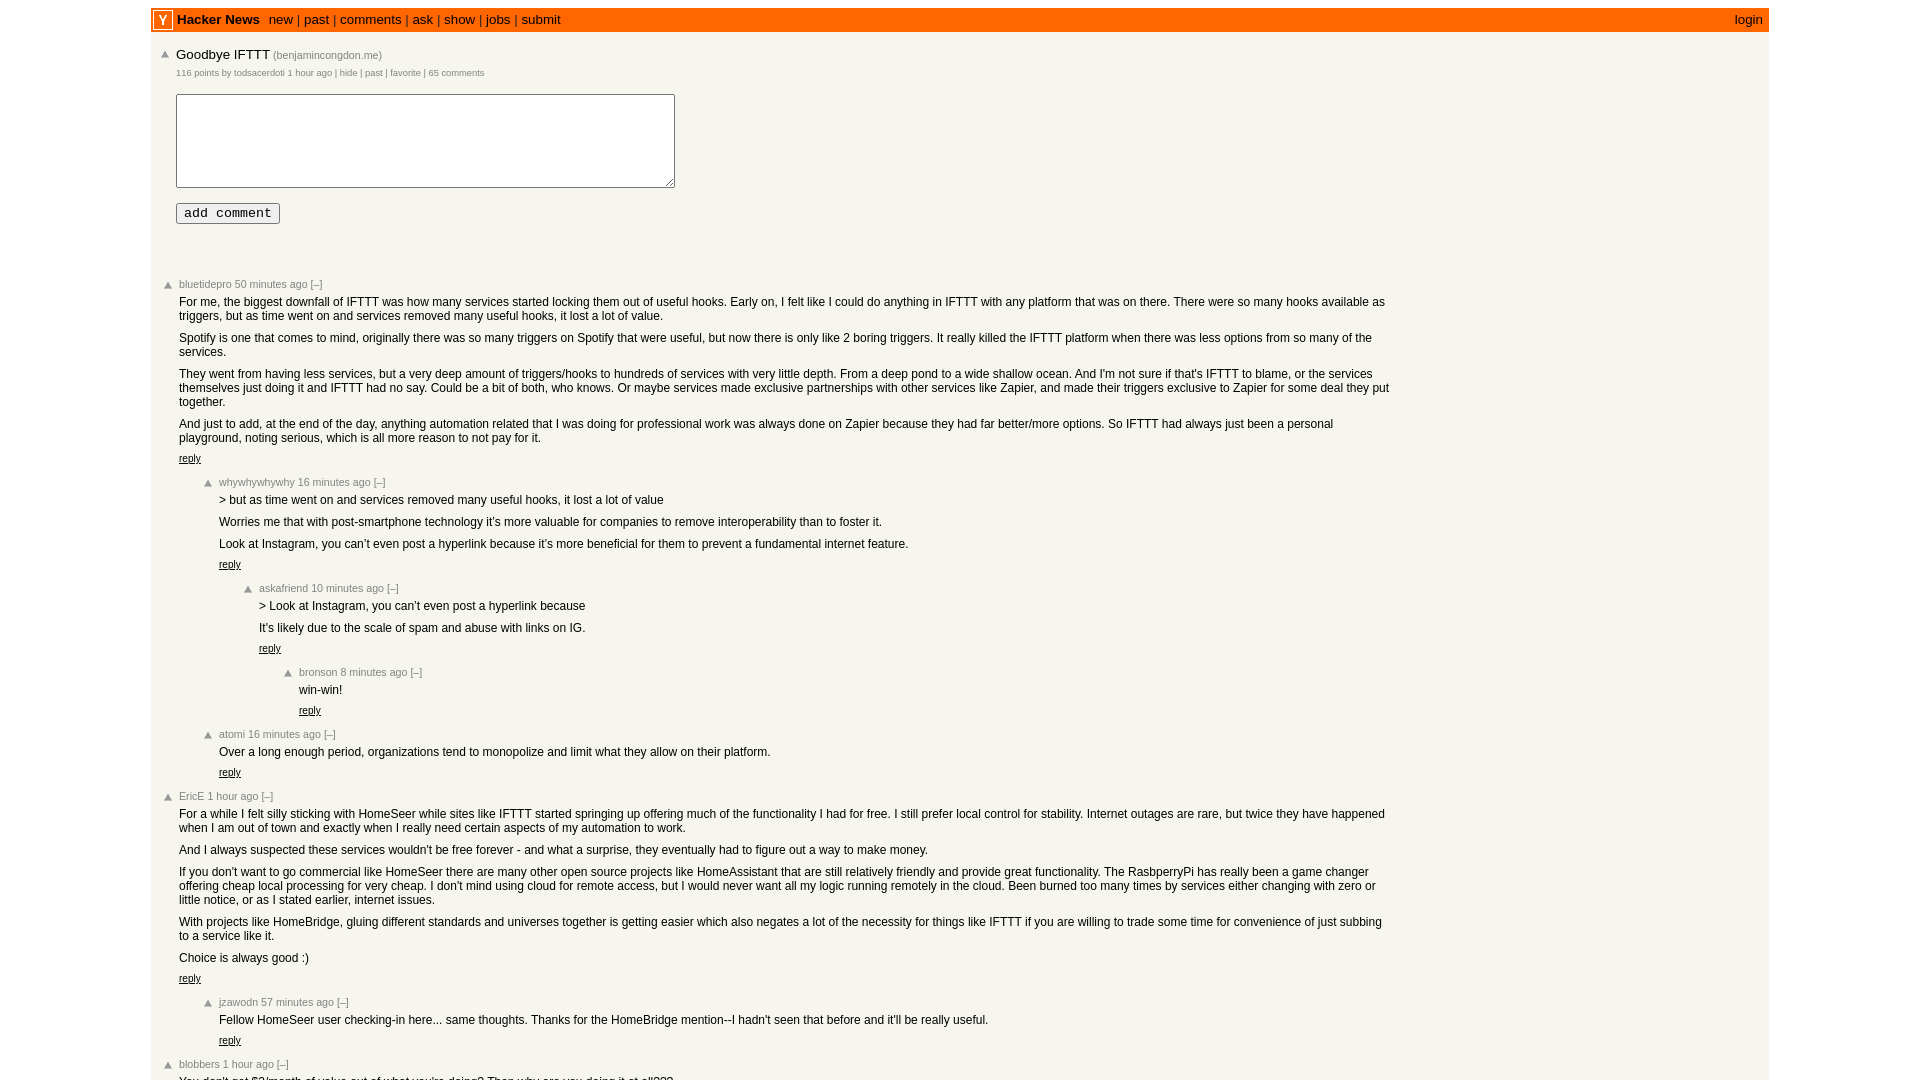 Y Hacker News new | past | comments | ask | show | jobs | submit login
Goodbye IFTTT (benjamincongdon.me)
116 points by todsacerdoti 1 hour ago | hide | past | favorite | 65 comments
add comment
bluetidepro 50 minutes ago [–]
For me, the biggest downfall of IFTTT was how many services started locking them out of useful hooks. Early on, I felt like I could do anything in IFTTT with any platform that was on there. There were so many hooks available as
triggers, but as time went on and services removed many useful hooks, it lost a lot of value.
Spotify is one that comes to mind, originally there was so many triggers on Spotify that were useful, but now there is only like 2 boring triggers. It really killed the IFTTT platform when there was less options from so many of the
services.
They went from having less services, but a very deep amount of triggers/hooks to hundreds of services with very little depth. From a deep pond to a wide shallow ocean. And I'm not sure if that's IFTTT to blame, or the services
themselves just doing it and IFTTT had no say. Could be a bit of both, who knows. Or maybe services made exclusive partnerships with other services like Zapier, and made their triggers exclusive to Zapier for some deal they put
together.
And just to add, at the end of the day, anything automation related that I was doing for professional work was always done on Zapier because they had far better/more options. So IFTTT had always just been a personal
playground, noting serious, which is all more reason to not pay for it.
reply
whywhywhywhy 16 minutes ago [–]
> but as time went on and services removed many useful hooks, it lost a lot of value
Worries me that with post-smartphone technology it’s more valuable for companies to remove interoperability than to foster it.
Look at Instagram, you can’t even post a hyperlink because it’s more beneficial for them to prevent a fundamental internet feature.
reply
askafriend 10 minutes ago [–]
> Look at Instagram, you can’t even post a hyperlink because
It's likely due to the scale of spam and abuse with links on IG.
reply
bronson 8 minutes ago [–]
win-win!
reply
atomi 16 minutes ago [–]
Over a long enough period, organizations tend to monopolize and limit what they allow on their platform.
reply
EricE 1 hour ago [–]
For a while I felt silly sticking with HomeSeer while sites like IFTTT started springing up offering much of the functionality I had for free. I still prefer local control for stability. Internet outages are rare, but twice they have happened
when I am out of town and exactly when I really need certain aspects of my automation to work.
And I always suspected these services wouldn't be free forever - and what a surprise, they eventually had to figure out a way to make money.
If you don't want to go commercial like HomeSeer there are many other open source projects like HomeAssistant that are still relatively friendly and provide great functionality. The RasbperryPi has really been a game changer
offering cheap local processing for very cheap. I don't mind using cloud for remote access, but I would never want all my logic running remotely in the cloud. Been burned too many times by services either changing with zero or
little notice, or as I stated earlier, internet issues.
With projects like HomeBridge, gluing different standards and universes together is getting easier which also negates a lot of the necessity for things like IFTTT if you are willing to trade some time for convenience of just subbing
to a service like it.
Choice is always good :)
reply
jzawodn 57 minutes ago [–]
Fellow HomeSeer user checking-in here... same thoughts. Thanks for the HomeBridge mention--I hadn't seen that before and it'll be really useful.
reply
blobbers 1 hour ago [–]
You don't get $2/month of value out of what you're doing? Then why are you doing it at all???